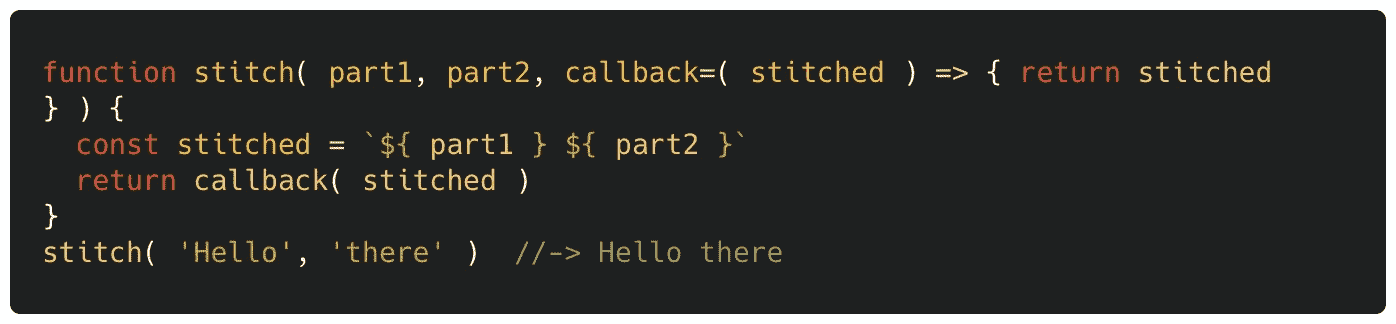 function stitch( part1, part2, callback=( stitched ) => { return stitched
} ) {
  const stitched = `${ part1 } ${ part2 }`
  return callback( stitched )
}
stitch( 'Hello', 'there' )  //-> Hello there